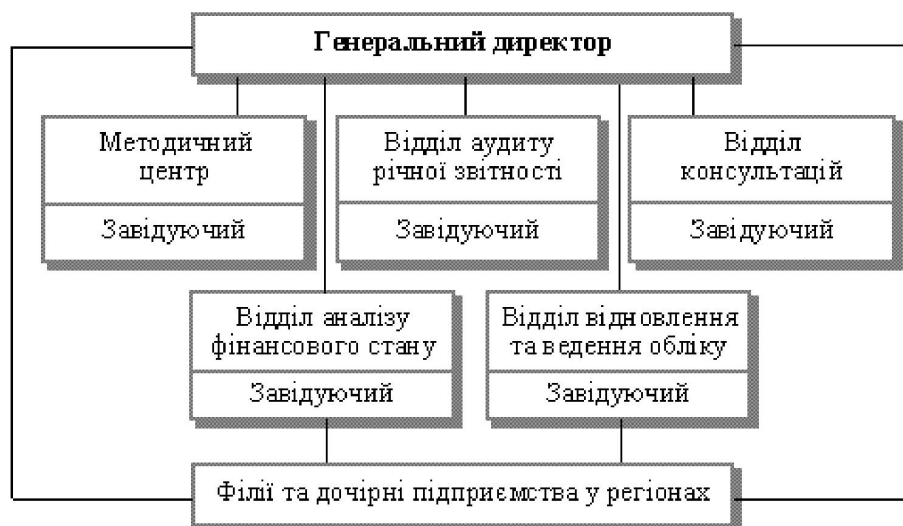 Генеральний директор
Методичний
центр
Завідуючий
Відділ аудиту
річної звітності
Завідуючий
Відділ
консультацій
Завідуючий
Відділ аналізу
фінансового стану
Завідуючий
Відділ відновлення
та ведення обліку
Завідуючий
Філії та дочірні підприємства у регіонах